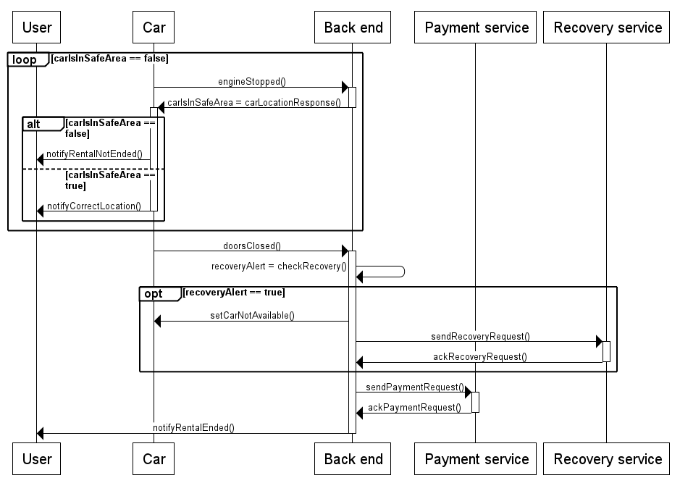 User Car Back end Payment service Recovery service
loop [carIsInSafeArea == false]
engineStopped()
carIsInSafeArea = carLocationResponse()
alt [carIsInSafeArea ==
false]
notifyRentalNotEnded()
[carIsInSafeArea ==
true]
notifyCorrectLocation()
doorsClosed()
recoveryAlert = checkRecovery()
opt [recoveryAlert == true]
setCarNotAvailable()
sendRecoveryRequest()
ackRecoveryRequest()
sendPaymentRequest()
ackPaymentRequest()
notifyRentalEnded()
User Car Back end Payment service Recovery service